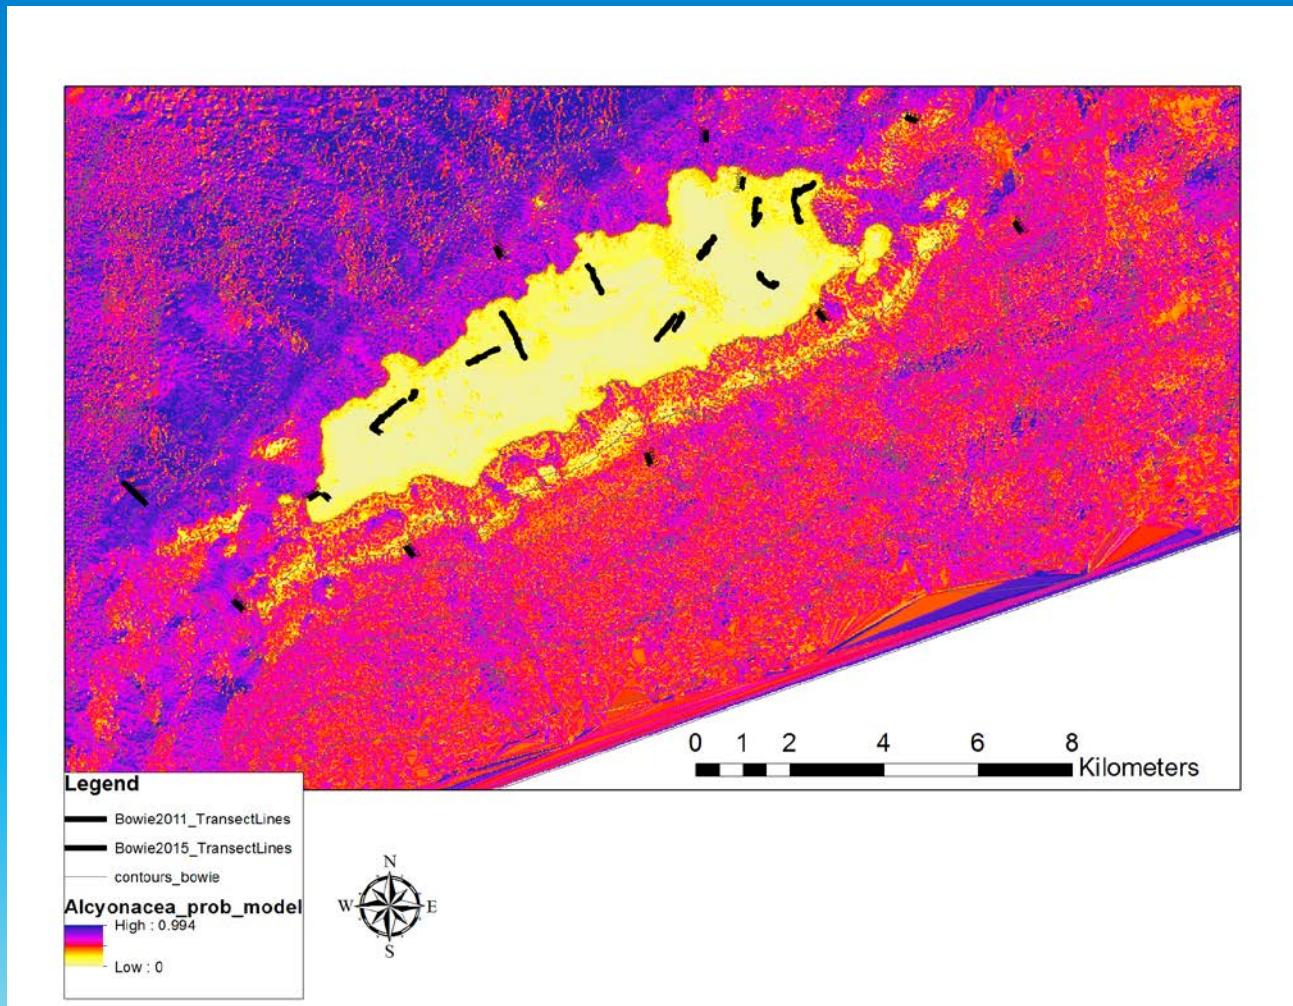 0 1 2 4 6 8
Kilometers
Legend
Bowie2011_TransectLines
Bowie2015_TransectLines
contours_bowie
Alcyonacea_prob_model
High : 0.994
Low : 0
N
W E
S